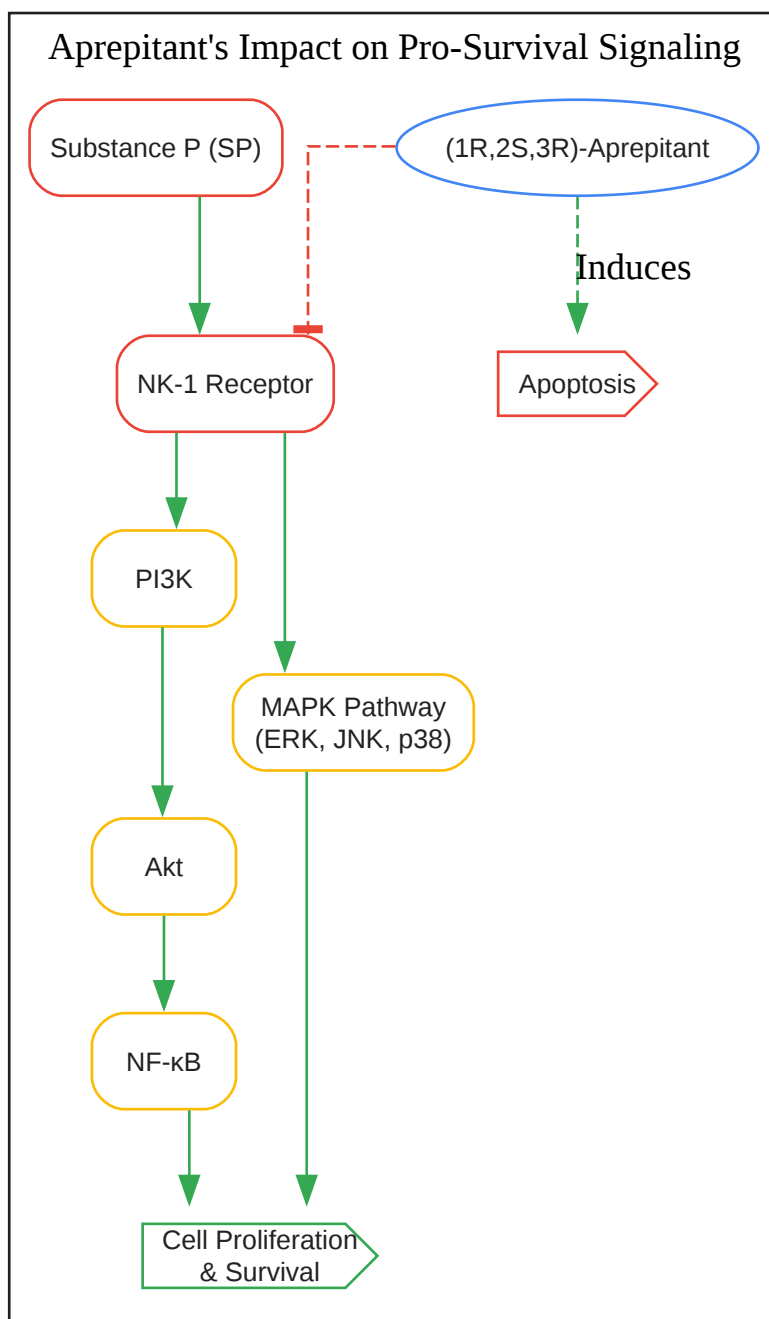 Aprepitant's Impact on Pro-Survival Signaling
Substance P (SP)
(1R,2S,3R)-Aprepitant
Induces
NK-1 Receptor
Apoptosis
PI3K
MAPK Pathway
(ERK, JNK, p38)
Akt
NF-κB
Cell Proliferation
& Survival